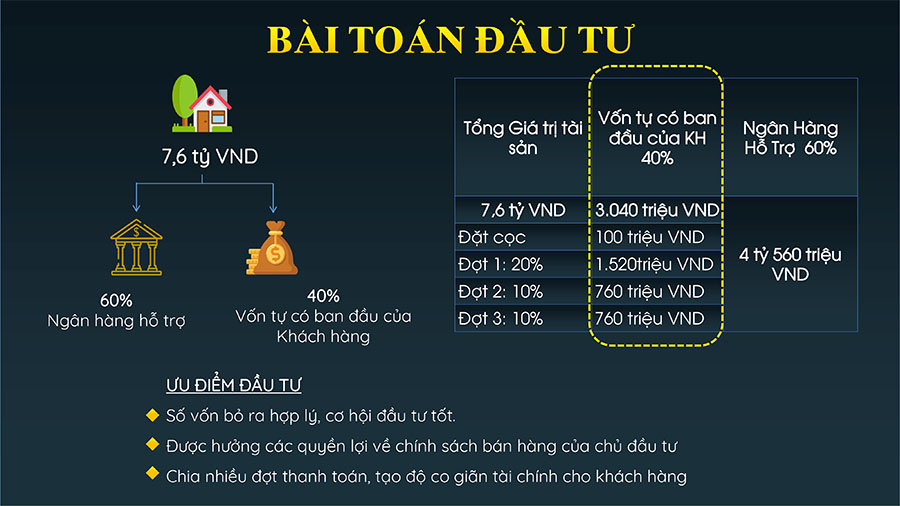 BÀI TOÁN ĐẦU TƯ
7,6 tỷ VND
60%
Ngân hàng hỗ trợ
40%
Vốn tự có ban đầu của
Khách hàng
Tổng Giá trị tài
sản
Vốn tự có ban
đầu của KH
40%
Ngân Hàng
Hỗ Trợ 60%
7,6 tỷ VND
3.040 triệu VND
Đặt cọc
100 triệu VND
Đợt 1: 20%
1.520triệu VND
Đợt 2: 10%
760 triệu VND
Đợt 3: 10%
760 triệu VND
4 tỷ 560 triệu
VND
ƯU ĐIỂM ĐẦU TƯ
Số vốn bỏ ra hợp lý, cơ hội đầu tư tốt.
Được hưởng các quyền lợi về chính sách bán hàng của chủ đầu tư
Chia nhiều đợt thanh toán, tạo độ co giãn tài chính cho khách hàng